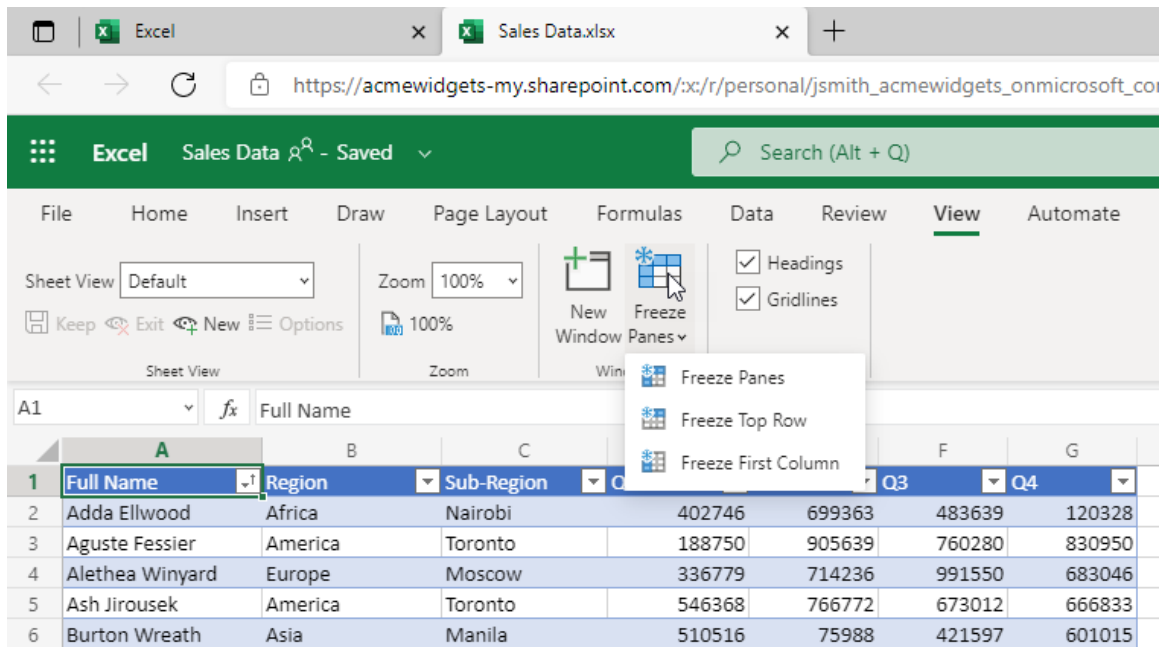 Excel Sales Data.xlsx
https://acmewidgets-my.sharepoint.com/:x:/r/personal/jsmith_acmewidgets_onmicrosoft_co
Excel Sales Data - Saved Search (Alt + Q)
File Home Insert Draw Page Layout Formulas Data Review View Automate
Sheet View Default Zoom 100% New Window Freeze Panes Headings
Gridlines
Keep Exit New Options 100%
Sheet View Zoom
Freeze Panes
Freeze Top Row
Freeze First Column
A1 fx Full Name
A B C F G
1 Full Name Region Sub-Region Q3 Q4
2 Adda Ellwood Africa Nairobi 402746 699363 483639 120328
3 Aguste Fessier America Toronto 188750 905639 760280 830950
4 Alethea Winyard Europe Moscow 336779 714236 991550 683046
5 Ash Jirousek America Toronto 546368 766772 673012 666833
6 Burton Wreath Asia Manila 510516 75988 421597 601015